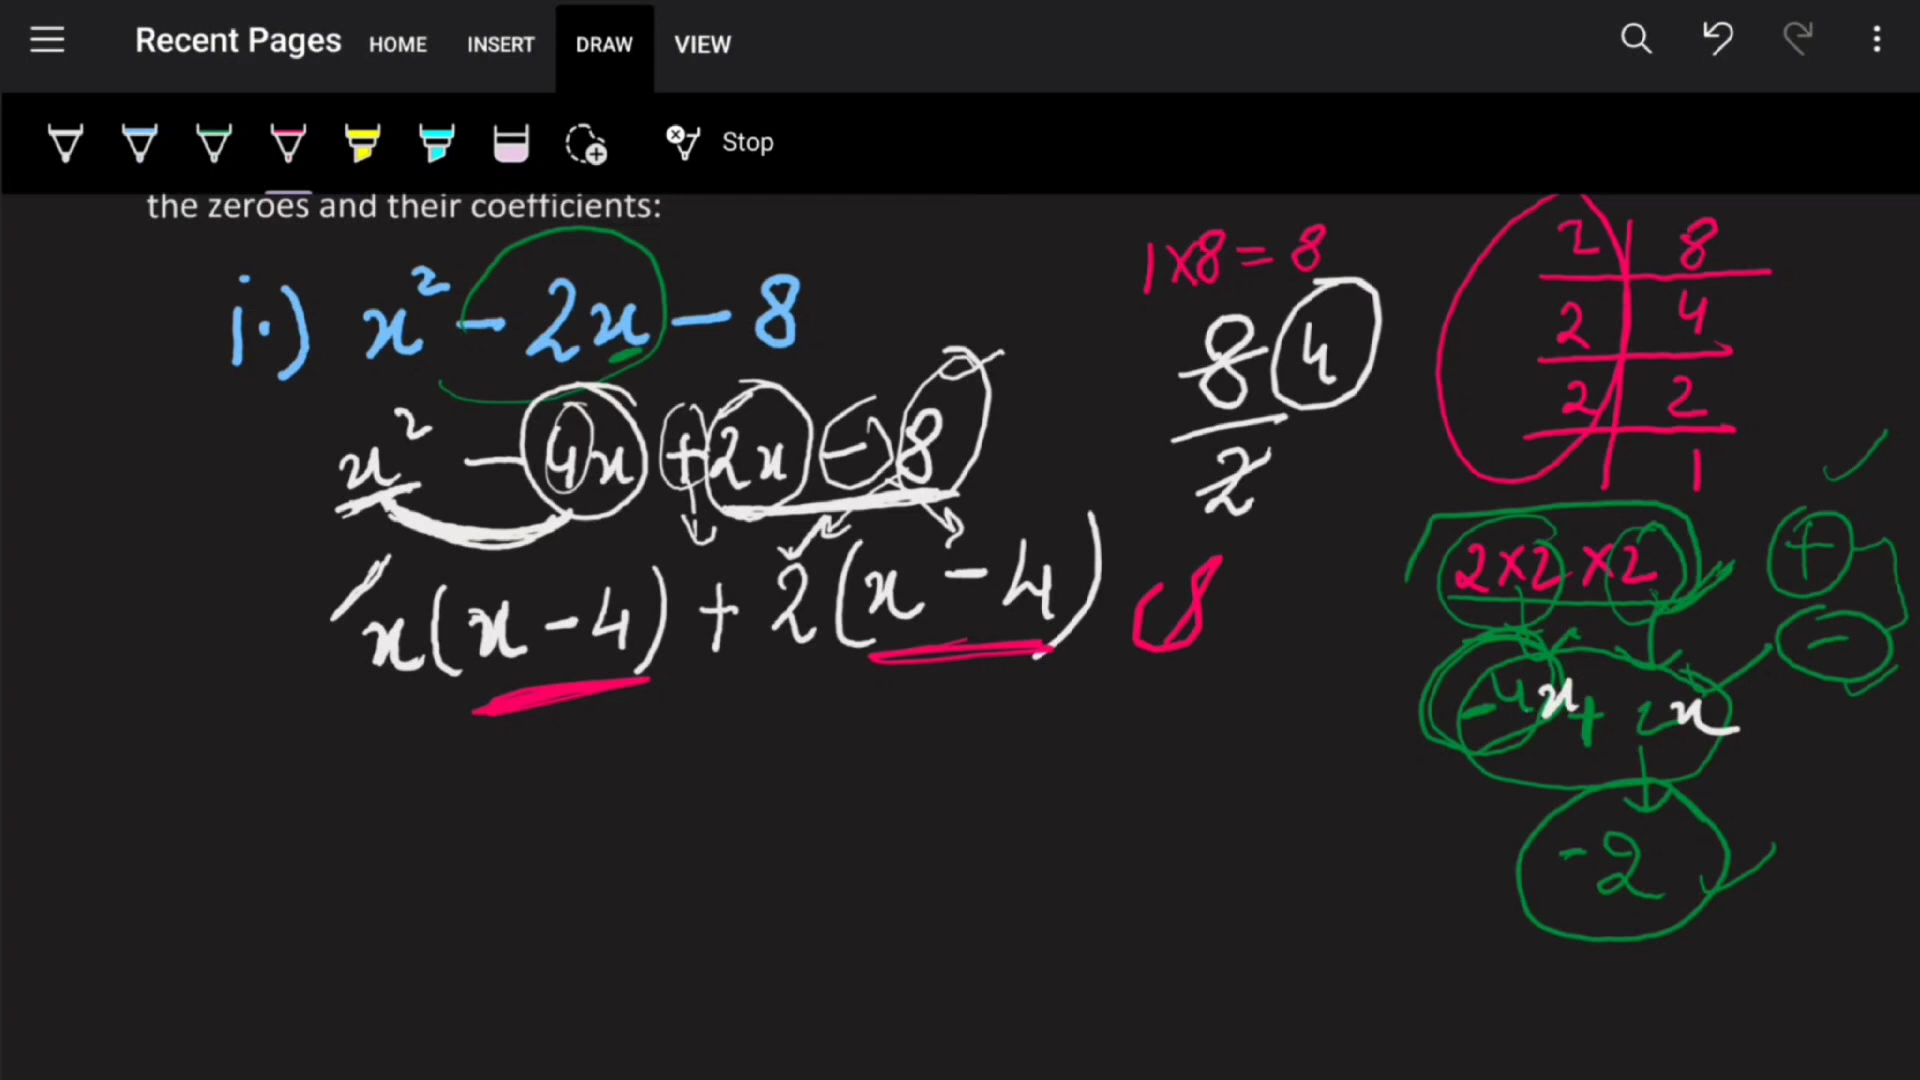 Recent Pages HOME INSERT DRAW VIEW
Stop
the zeroes and their coefficients:
i.) x² - 2x - 8
x² - 4x + 2x - 8
x(x - 4) + 2(x - 4)
1×8 = 8
8 4
2
2 8
2 4
2 2
1
2×2×2
+
-
-4x + 2x
-2